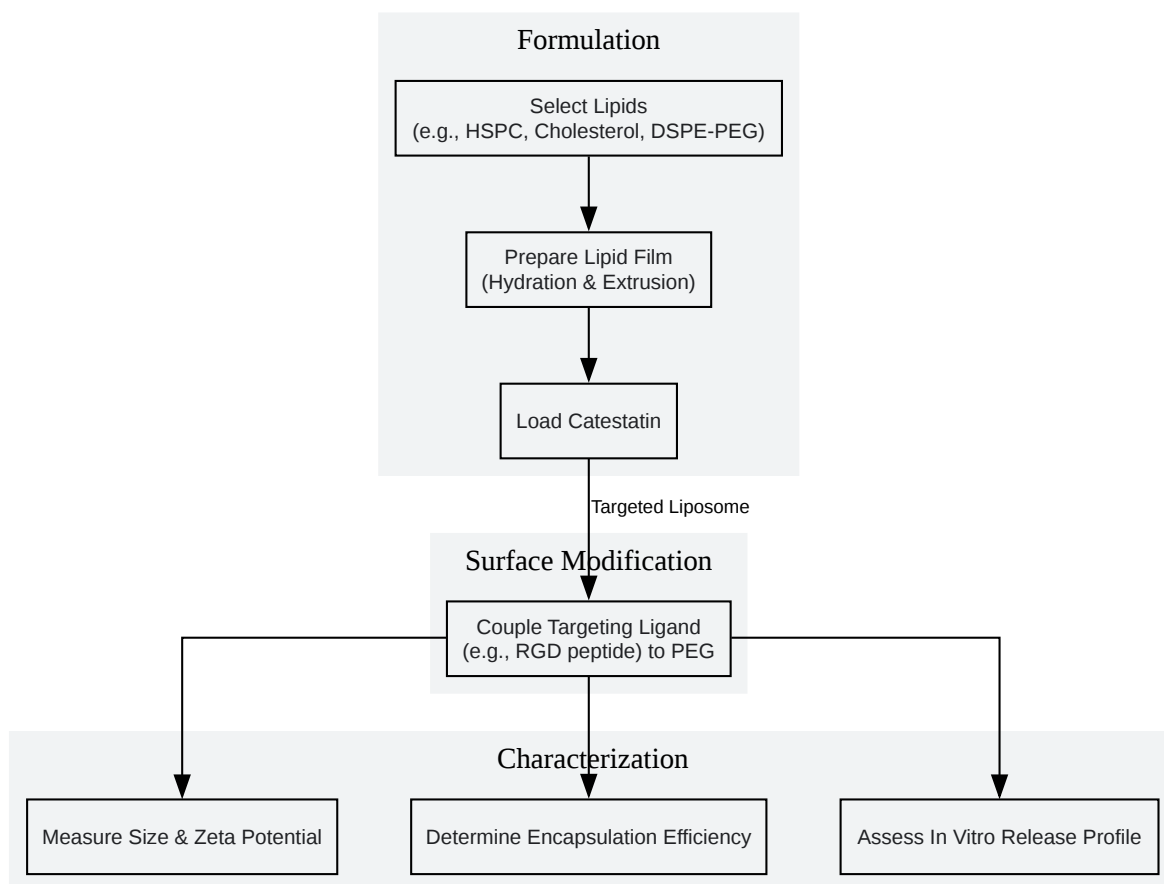 Formulation
Select Lipids
(e.g., HSPC, Cholesterol, DSPE-PEG)
Prepare Lipid Film
(Hydration & Extrusion)
Load Catestatin
Targeted Liposome
Surface Modification
Couple Targeting Ligand
(e.g., RGD peptide) to PEG
Characterization
Measure Size & Zeta Potential
Determine Encapsulation Efficiency
Assess In Vitro Release Profile